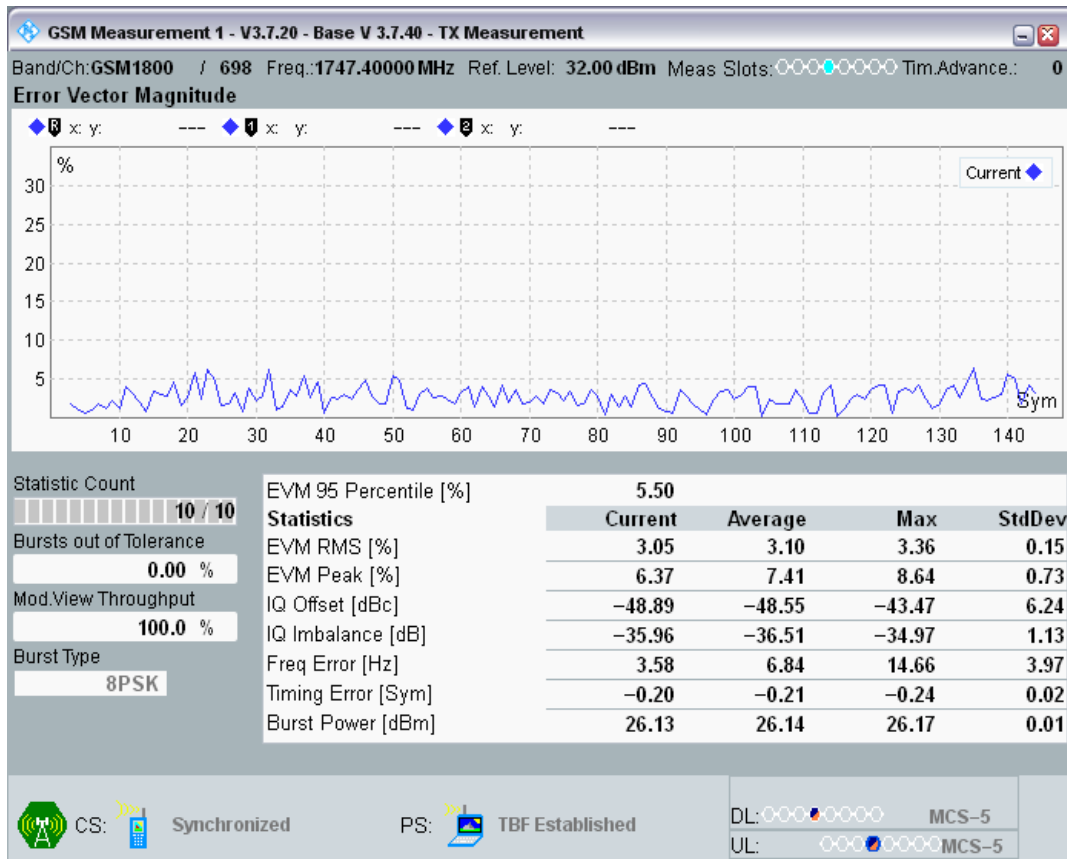 GSM Measurement 1 - V3.7.20 - Base V 3.7.40 - TX Measurement
Band/Ch:GSM1800 / 698 Freq.:1747.40000 MHz Ref. Level: 32.00 dBm Meas Slots: Tim.Advance.: 0
Error Vector Magnitude
R x: y: --- 1 x: y: --- 2 x: y: ---
%
Current
30
25
20
15
10
5
Sym
10 20 30 40 50 60 70 80 90 100 110 120 130 140
Statistic Count
10 / 10
Bursts out of Tolerance
0.00 %
Mod.View Throughput
100.0 %
Burst Type
8PSK
EVM 95 Percentile [%] 5.50
Statistics Current Average Max StdDev
EVM RMS [%] 3.05 3.10 3.36 0.15
EVM Peak [%] 6.37 7.41 8.64 0.73
IQ Offset [dBc] −48.89 −48.55 −43.47 6.24
IQ Imbalance [dB] −35.96 −36.51 −34.97 1.13
Freq Error [Hz] 3.58 6.84 14.66 3.97
Timing Error [Sym] −0.20 −0.21 −0.24 0.02
Burst Power [dBm] 26.13 26.14 26.17 0.01
CS: Synchronized PS: TBF Established
DL: MCS−5
UL: MCS−5